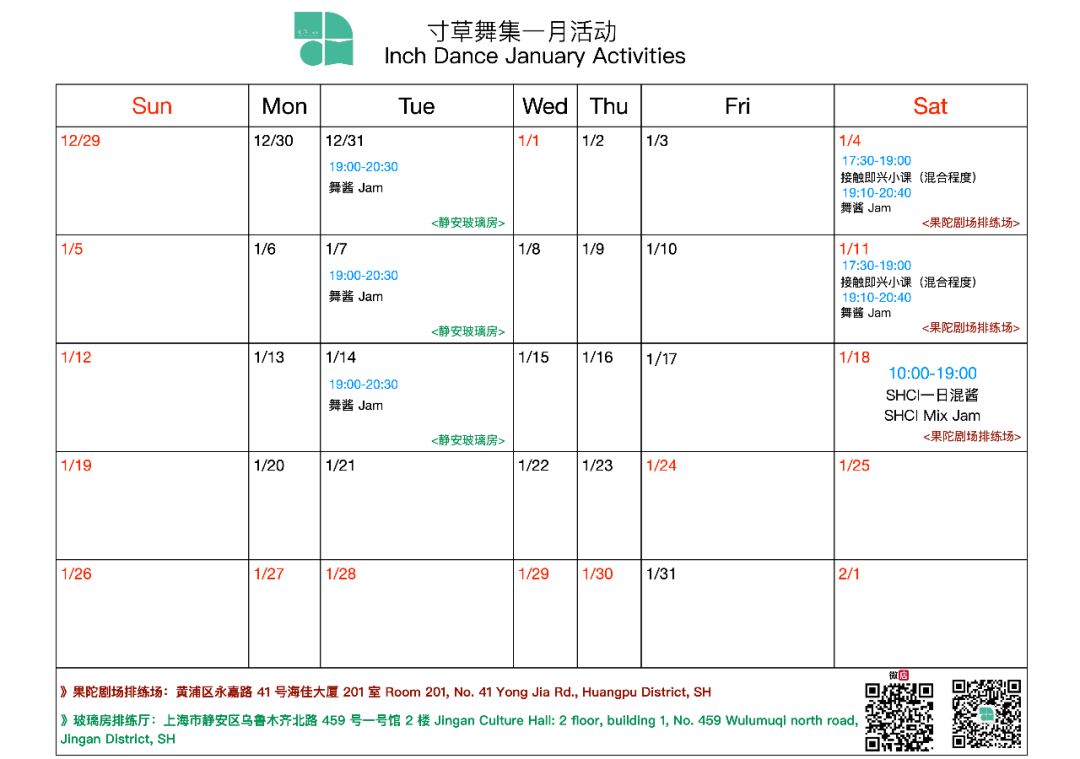 寸草舞集一月活动
Inch Dance January Activities
Sun Mon Tue Wed Thu Fri Sat
12/29 12/30 12/31 1/1 1/2 1/3 1/4
19:00-20:30
舞酱 Jam
<静安玻璃房>
17:30-19:00
接触即兴小课（混合程度）
19:10-20:40
舞酱 Jam
<果陀剧场排练场>
1/5 1/6 1/7 1/8 1/9 1/10 1/11
19:00-20:30
舞酱 Jam
<静安玻璃房>
17:30-19:00
接触即兴小课（混合程度）
19:10-20:40
舞酱 Jam
<果陀剧场排练场>
1/12 1/13 1/14 1/15 1/16 1/17 1/18
19:00-20:30
舞酱 Jam
<静安玻璃房>
10:00-19:00
SHCI一日混酱
SHCI Mix Jam
<果陀剧场排练场>
1/19 1/20 1/21 1/22 1/23 1/24 1/25
1/26 1/27 1/28 1/29 1/30 1/31 2/1
》果陀剧场排练场：黄浦区永嘉路 41 号海佳大厦 201 室 Room 201, No. 41 Yong Jia Rd., Huangpu District, SH
》玻璃房排练厅：上海市静安区乌鲁木齐北路 459 号一号馆 2 楼 Jingan Culture Hall: 2 floor, building 1, No. 459 Wulumuqi north road,
Jingan District, SH
微店